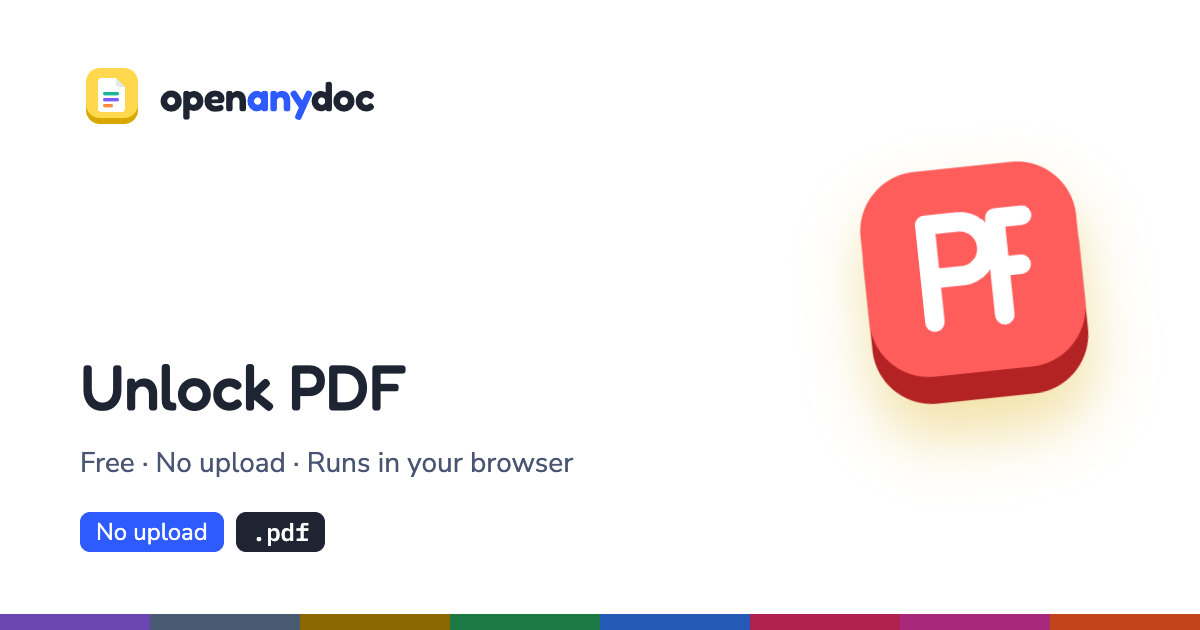 openanydoc
PF
Unlock PDF
Free · No upload · Runs in your browser
No upload
.pdf